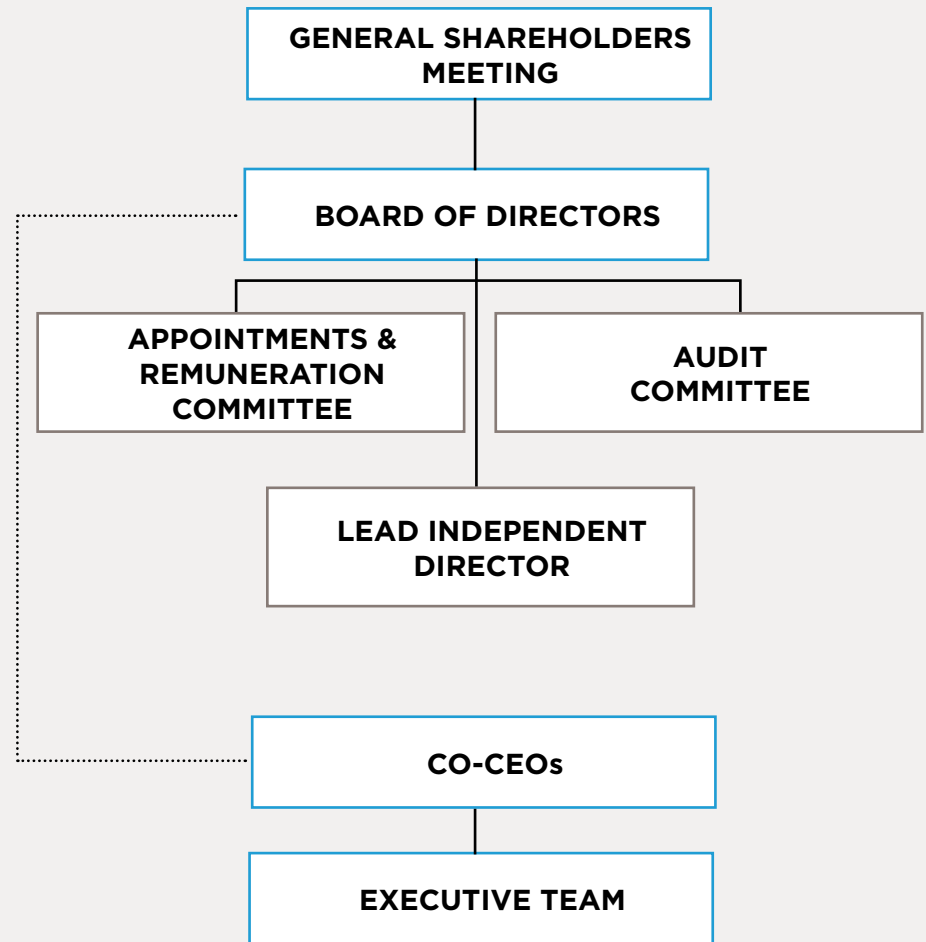 GENERAL SHAREHOLDERS
MEETING
BOARD OF DIRECTORS
APPOINTMENTS &
REMUNERATION
COMMITTEE
AUDIT
COMMITTEE
LEAD INDEPENDENT
DIRECTOR
CO-CEOs
EXECUTIVE TEAM